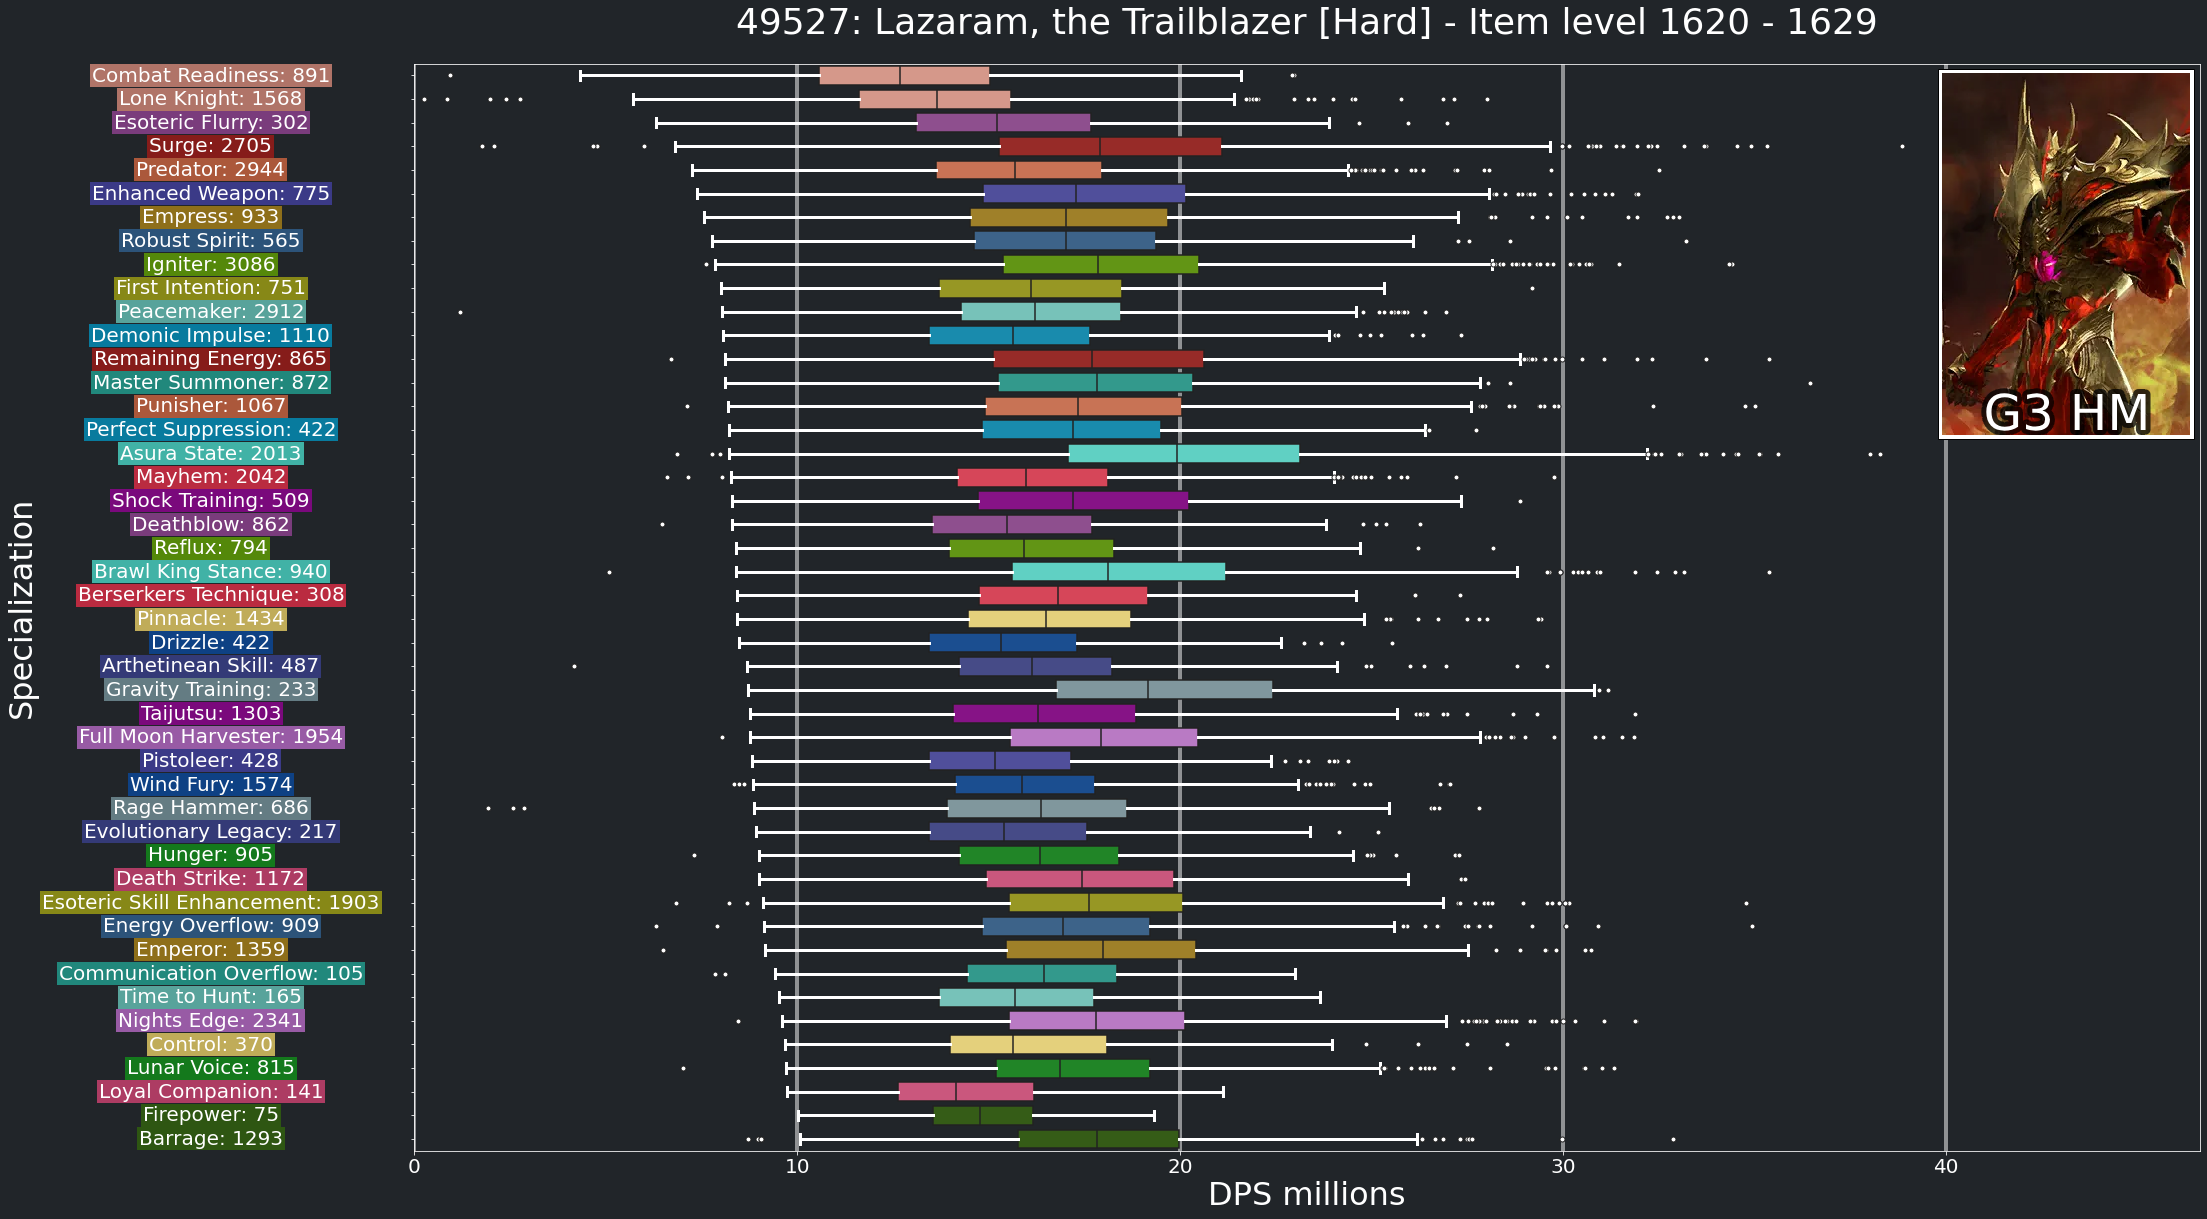 49527: Lazaram, the Trailblazer [Hard] - Item level 1620 - 1629
Specialization
Combat Readiness: 891
Lone Knight: 1568
Esoteric Flurry: 302
Surge: 2705
Predator: 2944
Enhanced Weapon: 775
Empress: 933
Robust Spirit: 565
Igniter: 3086
First Intention: 751
Peacemaker: 2912
Demonic Impulse: 1110
Remaining Energy: 865
Master Summoner: 872
Punisher: 1067
Perfect Suppression: 422
Asura State: 2013
Mayhem: 2042
Shock Training: 509
Deathblow: 862
Reflux: 794
Brawl King Stance: 940
Berserkers Technique: 308
Pinnacle: 1434
Drizzle: 422
Arthetinean Skill: 487
Gravity Training: 233
Taijutsu: 1303
Full Moon Harvester: 1954
Pistoleer: 428
Wind Fury: 1574
Rage Hammer: 686
Evolutionary Legacy: 217
Hunger: 905
Death Strike: 1172
Esoteric Skill Enhancement: 1903
Energy Overflow: 909
Emperor: 1359
Communication Overflow: 105
Time to Hunt: 165
Nights Edge: 2341
Control: 370
Lunar Voice: 815
Loyal Companion: 141
Firepower: 75
Barrage: 1293
G3 HM
0 10 20 30 40
DPS millions